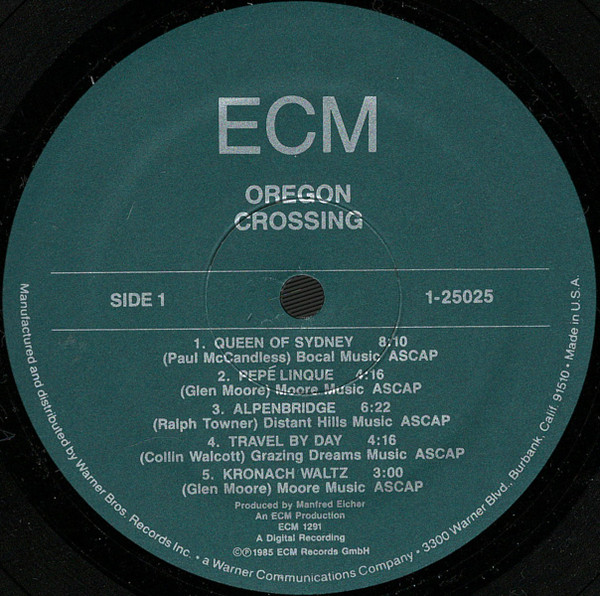 ECM
OREGON
CROSSING
SIDE 1
1-25025
1. QUEEN OF SYDNEY 8:10
(Paul McCandless) Bocal Music ASCAP
2. PEPÉ LINQUE 4:16
(Glen Moore) Moore Music ASCAP
3. ALPENBRIDGE 6:22
(Ralph Towner) Distant Hills Music ASCAP
4. TRAVEL BY DAY 4:16
(Collin Walcott) Grazing Dreams Music ASCAP
5. KRONACH WALTZ 3:00
(Glen Moore) Moore Music ASCAP
Produced by Manfred Eicher
An ECM Production
ECM 1291
A Digital Recording
©℗1985 ECM Records GmbH
Manufactured and distributed by Warner Bros. Records Inc. • a Warner Communications Company • 3300 Warner Blvd., Burbank, Calif. 91510 • Made in U.S.A.